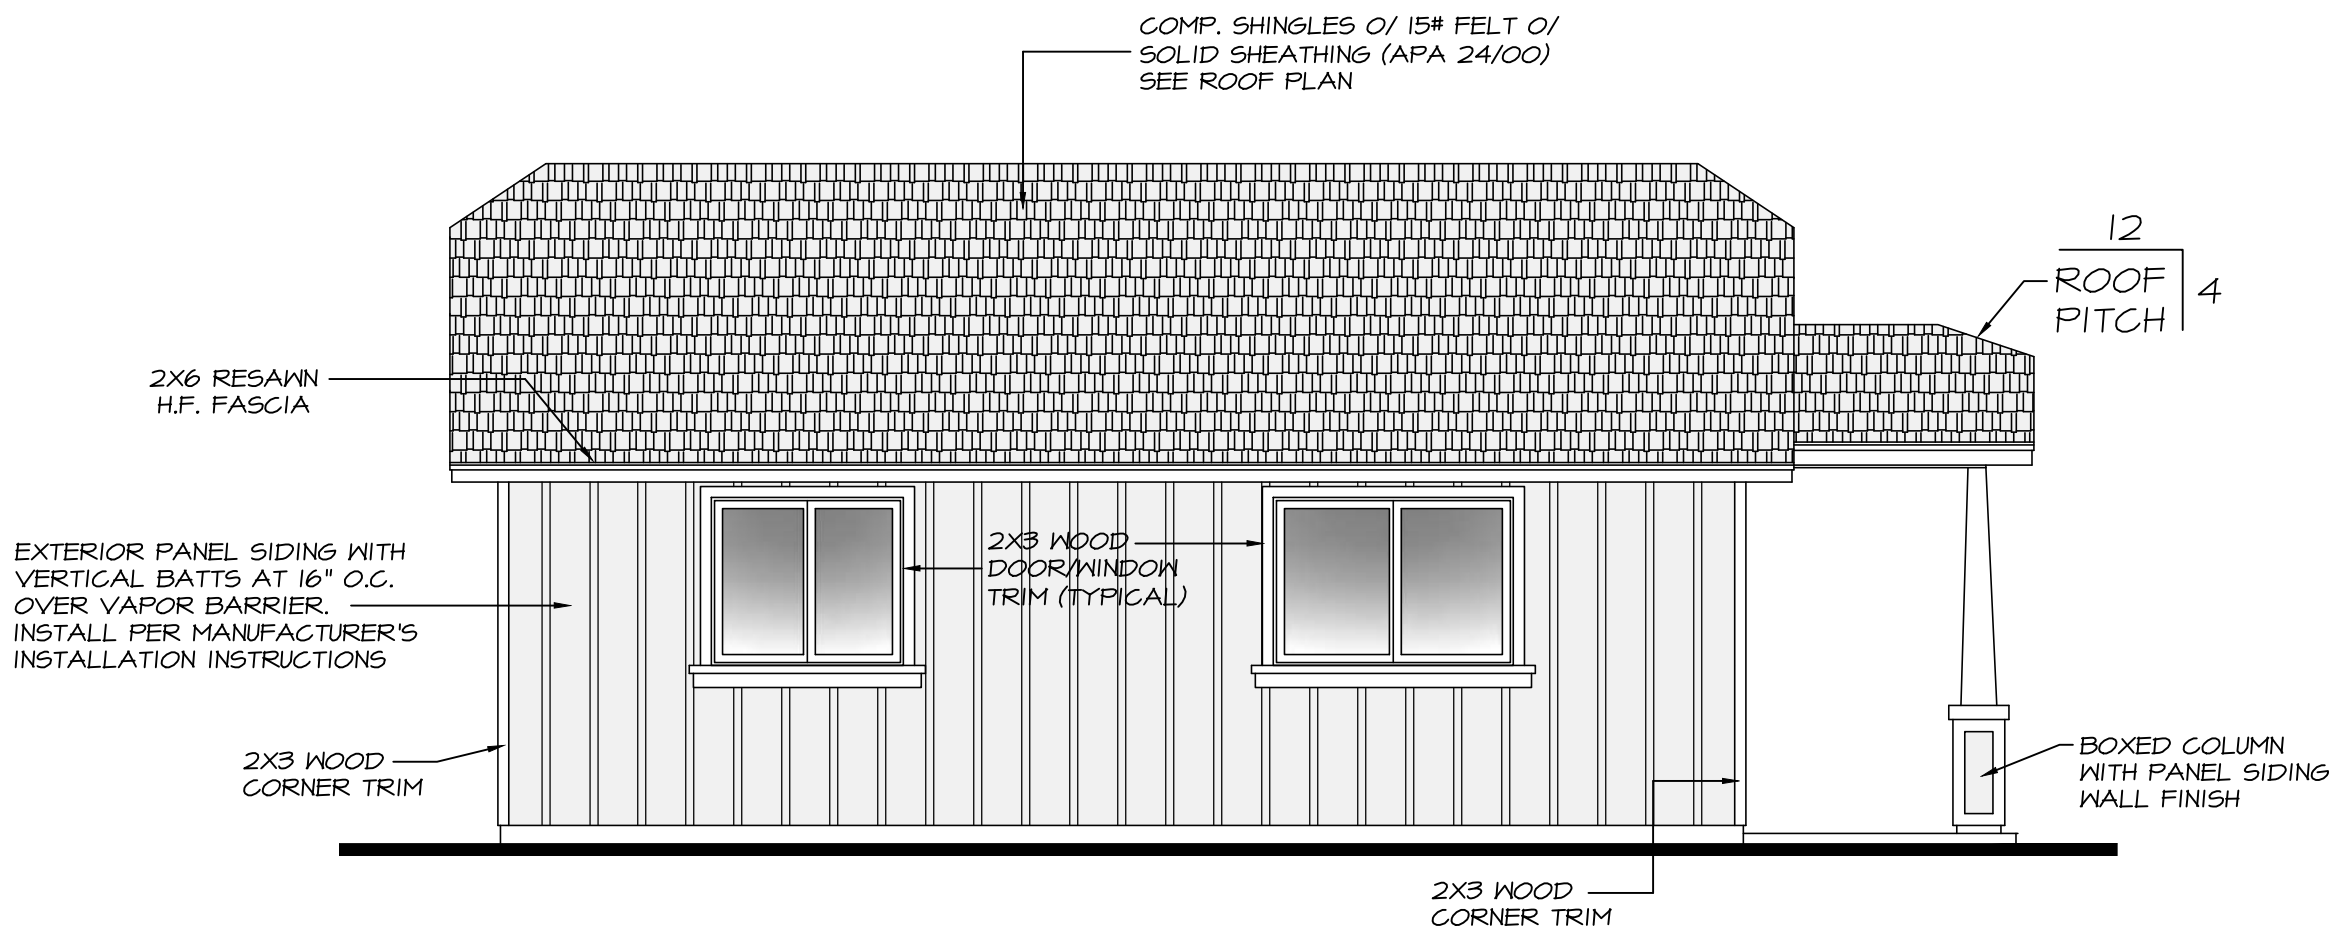 COMP. SHINGLES O/ 15# FELT O/
SOLID SHEATHING (APA 24/00)
SEE ROOF PLAN
12
ROOF
PITCH
4
2X6 RESAWN
H.F. FASCIA
EXTERIOR PANEL SIDING WITH
VERTICAL BATTS AT 16" O.C.
OVER VAPOR BARRIER.
INSTALL PER MANUFACTURER'S
INSTALLATION INSTRUCTIONS
2X3 WOOD
DOOR/WINDOW
TRIM (TYPICAL)
2X3 WOOD
CORNER TRIM
BOXED COLUMN
WITH PANEL SIDING
WALL FINISH
2X3 WOOD
CORNER TRIM